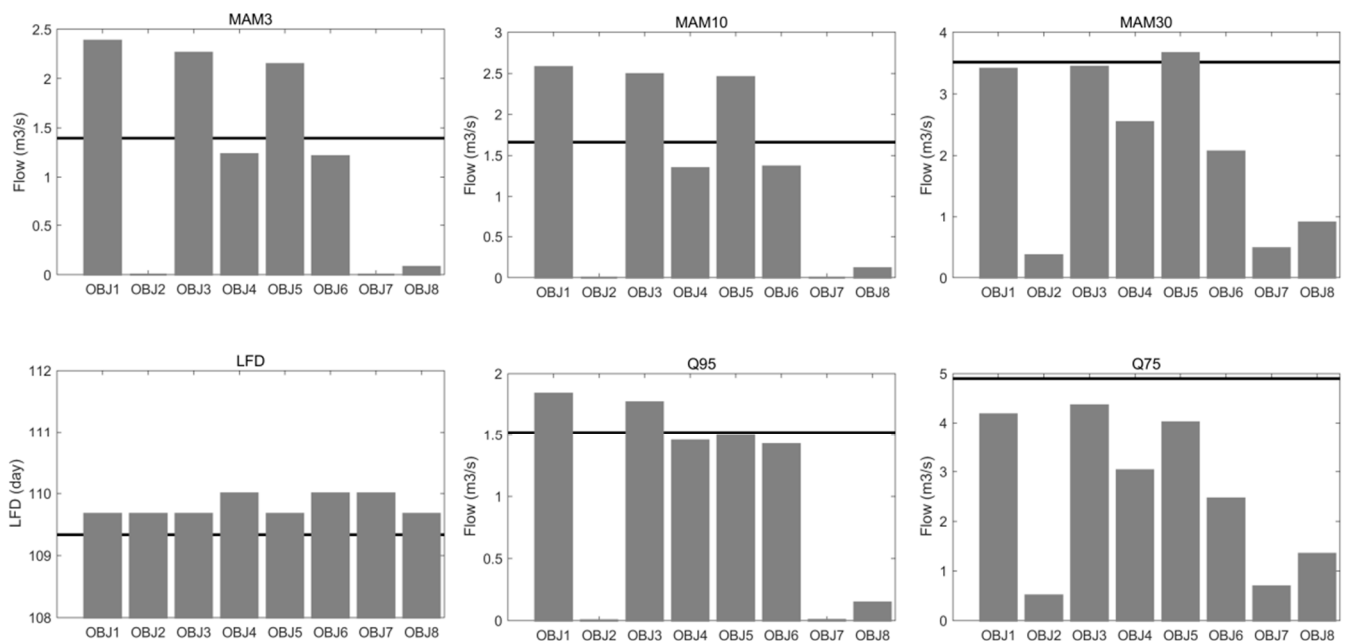 MAM3
2.5
2
1.5
1
0.5
0
Flow (m3/s)
OBJ1 OBJ2 OBJ3 OBJ4 OBJ5 OBJ6 OBJ7 OBJ8
MAM10
3
2.5
2
1.5
1
0.5
0
Flow (m3/s)
OBJ1 OBJ2 OBJ3 OBJ4 OBJ5 OBJ6 OBJ7 OBJ8
MAM30
4
3
2
1
0
Flow (m3/s)
OBJ1 OBJ2 OBJ3 OBJ4 OBJ5 OBJ6 OBJ7 OBJ8
LFD
112
111
110
109
108
LFD (day)
OBJ1 OBJ2 OBJ3 OBJ4 OBJ5 OBJ6 OBJ7 OBJ8
Q95
2
1.5
1
0.5
0
Flow (m3/s)
OBJ1 OBJ2 OBJ3 OBJ4 OBJ5 OBJ6 OBJ7 OBJ8
Q75
5
4
3
2
1
0
Flow (m3/s)
OBJ1 OBJ2 OBJ3 OBJ4 OBJ5 OBJ6 OBJ7 OBJ8